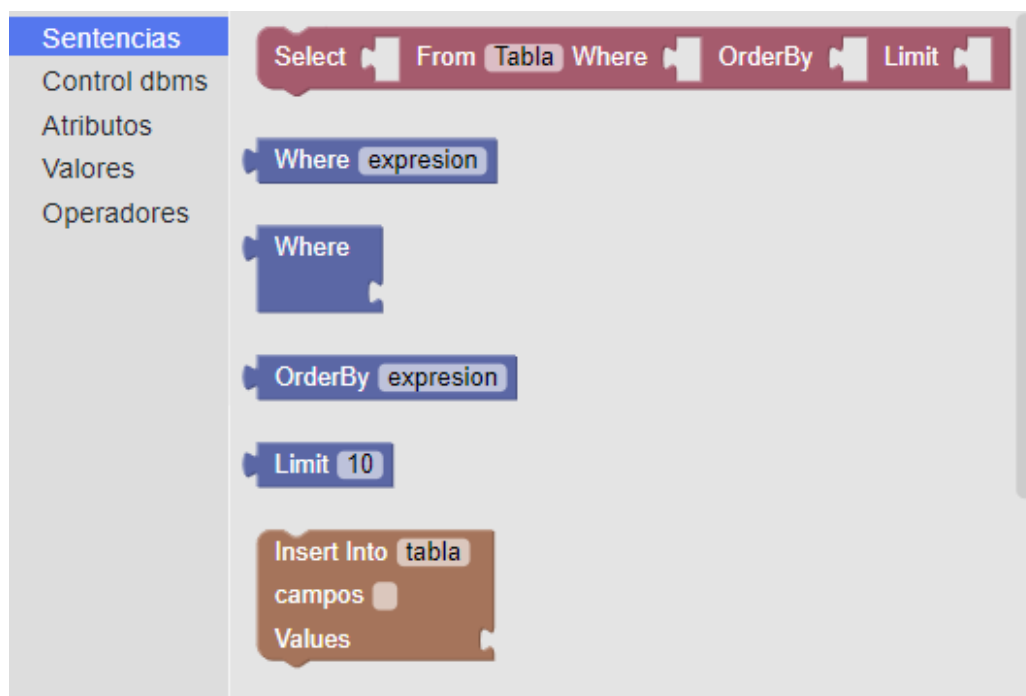 Sentencias
Control dbms
Atributos
Valores
Operadores
Select From Tabla Where OrderBy Limit
Where expresion
Where
OrderBy expresion
Limit 10
Insert Into tabla
campos
Values